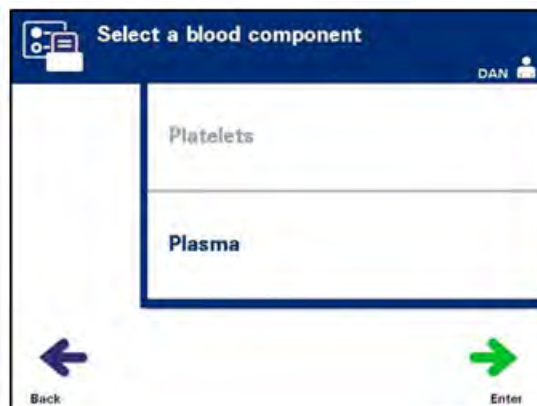 Select a blood component
DAN
Platelets
Plasma
Back
Enter